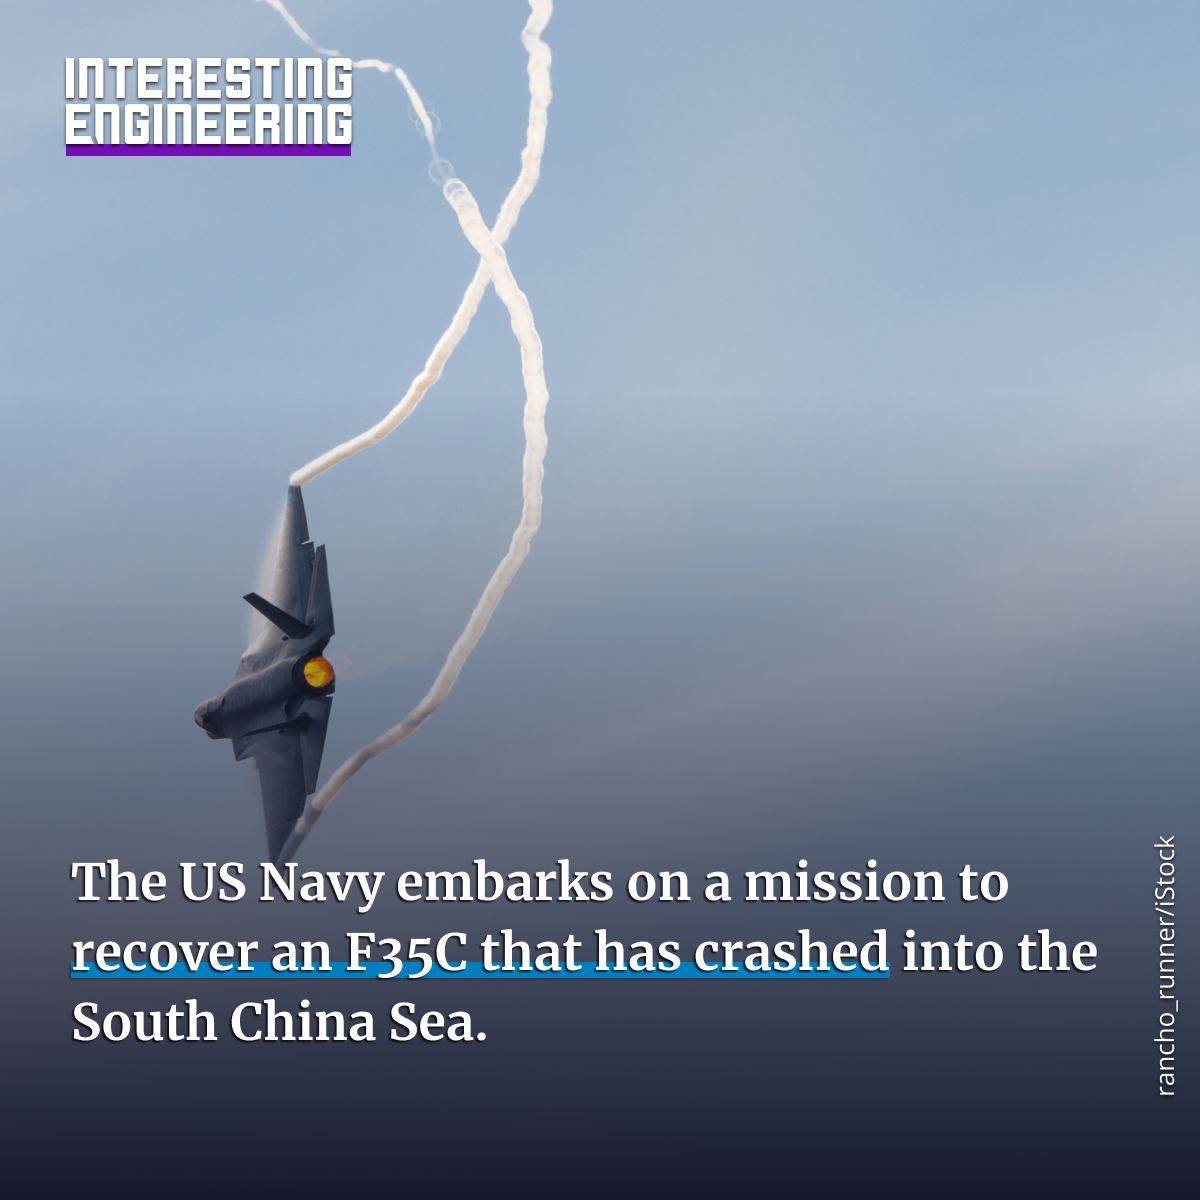 INTERESTING
ENGINEERING
The US Navy embarks on a mission to
recover an F35C that has crashed into the
South China Sea.
rancho_runner/iStock